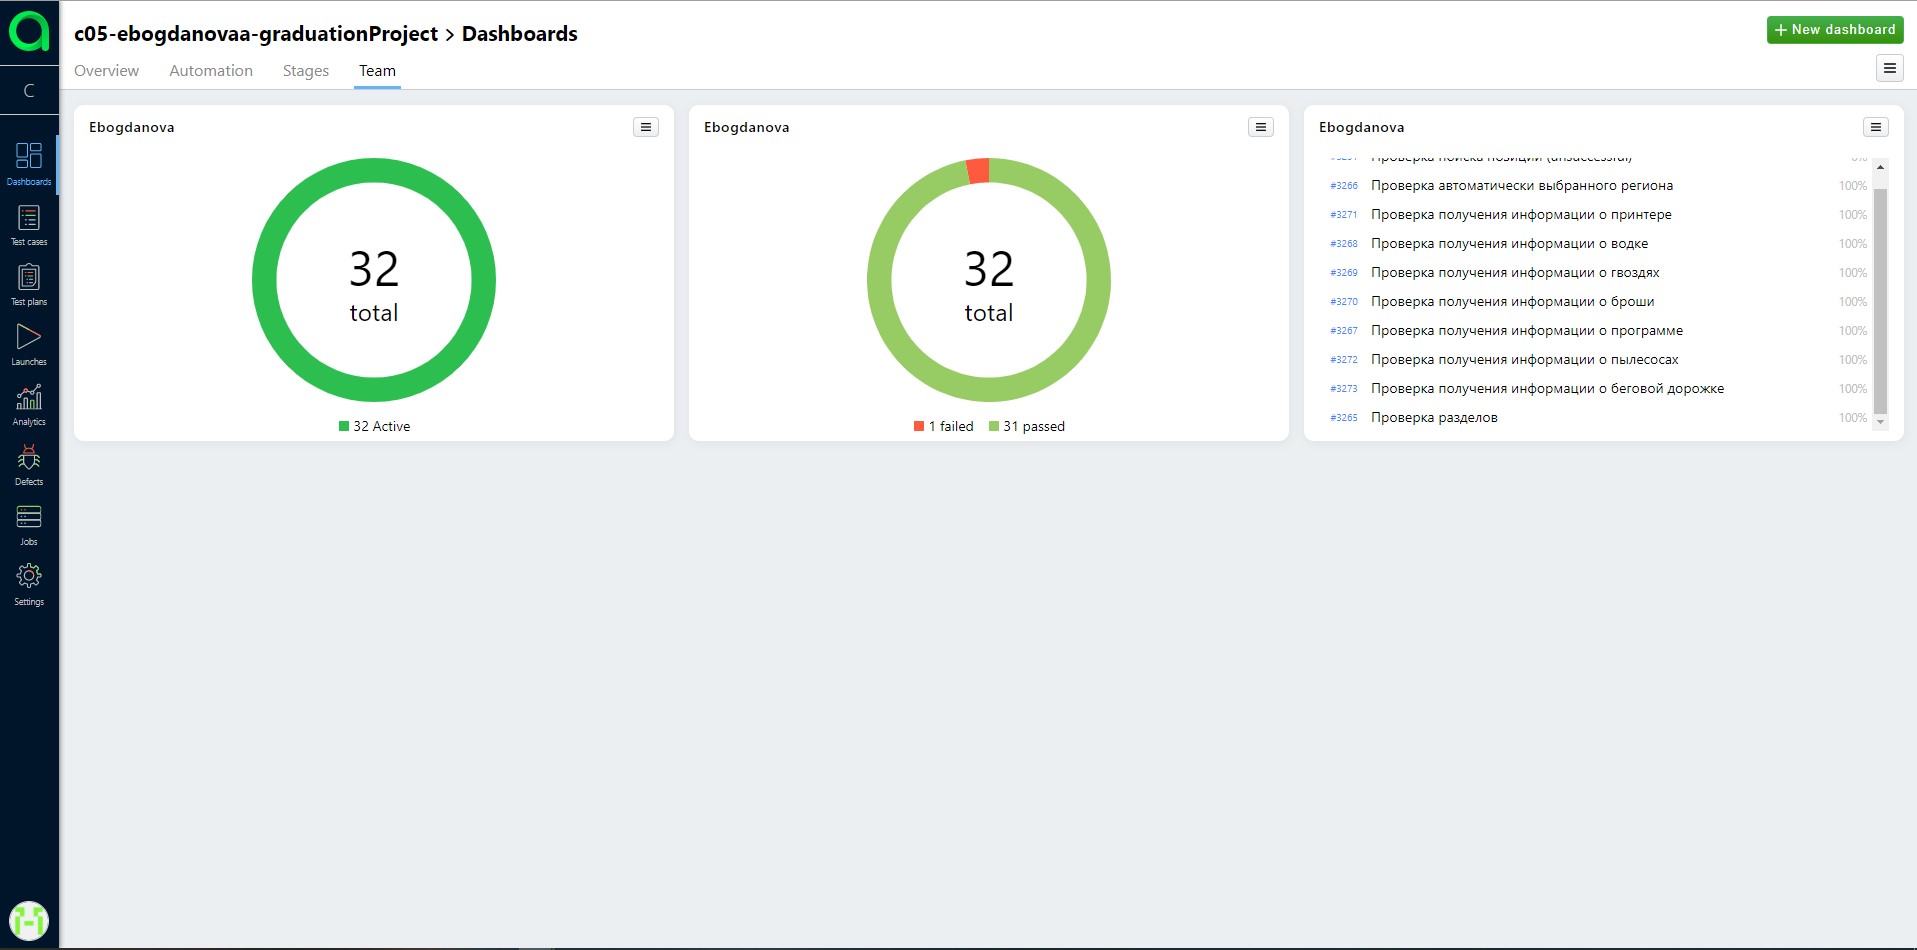 c05-ebogdanovaa-graduationProject > Dashboards
+ New dashboard
Overview Automation Stages Team
C
Dashboards
Test cases
Test plans
Launches
Analytics
Defects
Jobs
Settings
Ebogdanova
32
total
32 Active
Ebogdanova
32
total
1 failed 31 passed
Ebogdanova
Проверка поиска позиции (unsuccessful)
#3266 Проверка автоматически выбранного региона 100%
#3271 Проверка получения информации о принтере 100%
#3268 Проверка получения информации о водке 100%
#3269 Проверка получения информации о гвоздях 100%
#3270 Проверка получения информации о броши 100%
#3267 Проверка получения информации о программе 100%
#3272 Проверка получения информации о пылесосах 100%
#3273 Проверка получения информации о беговой дорожке 100%
#3265 Проверка разделов 100%